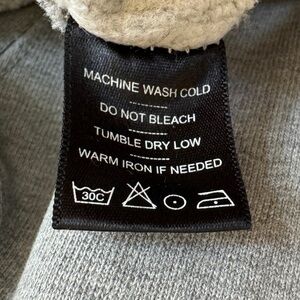 MACHINE WASH COLD
DO NOT BLEACH
TUMBLE DRY LOW
WARM IRON IF NEEDED
30C